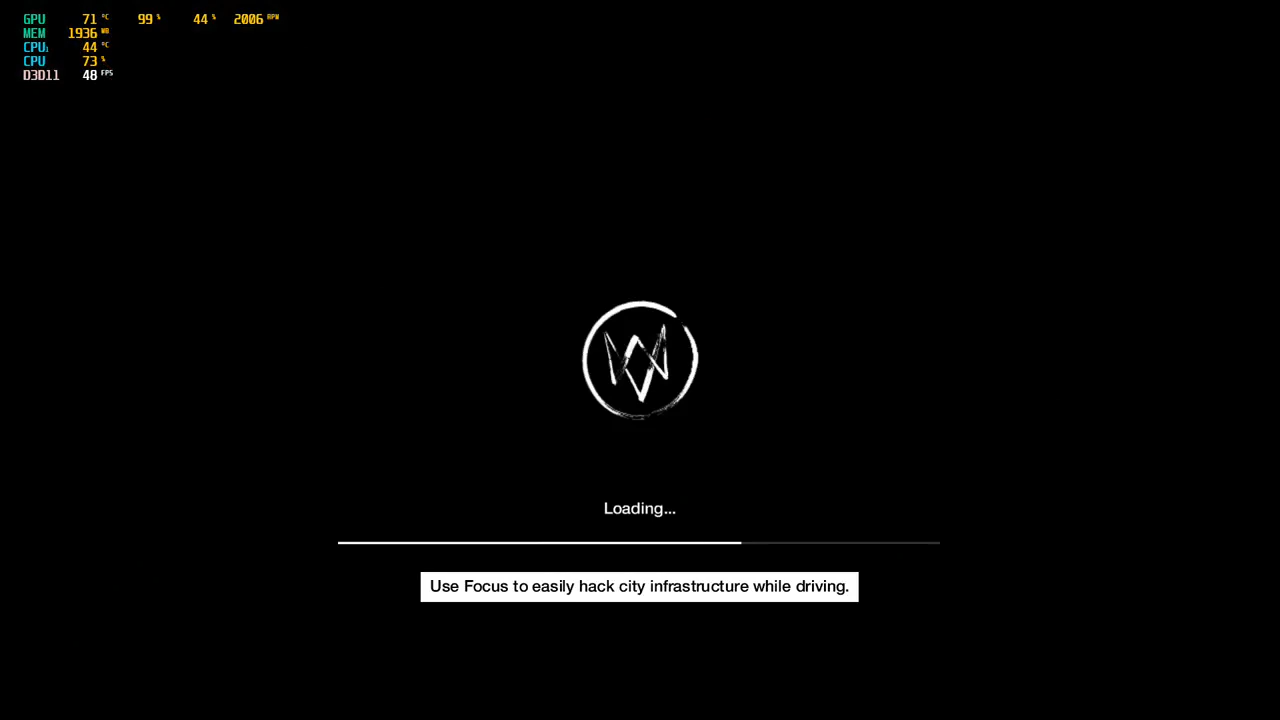 GPU 71 °C 99 % 44 % 2006 RPM
MEM 1936 MB
CPU1 44 °C
CPU 73 %
D3D11 48 FPS
Loading...
Use Focus to easily hack city infrastructure while driving.